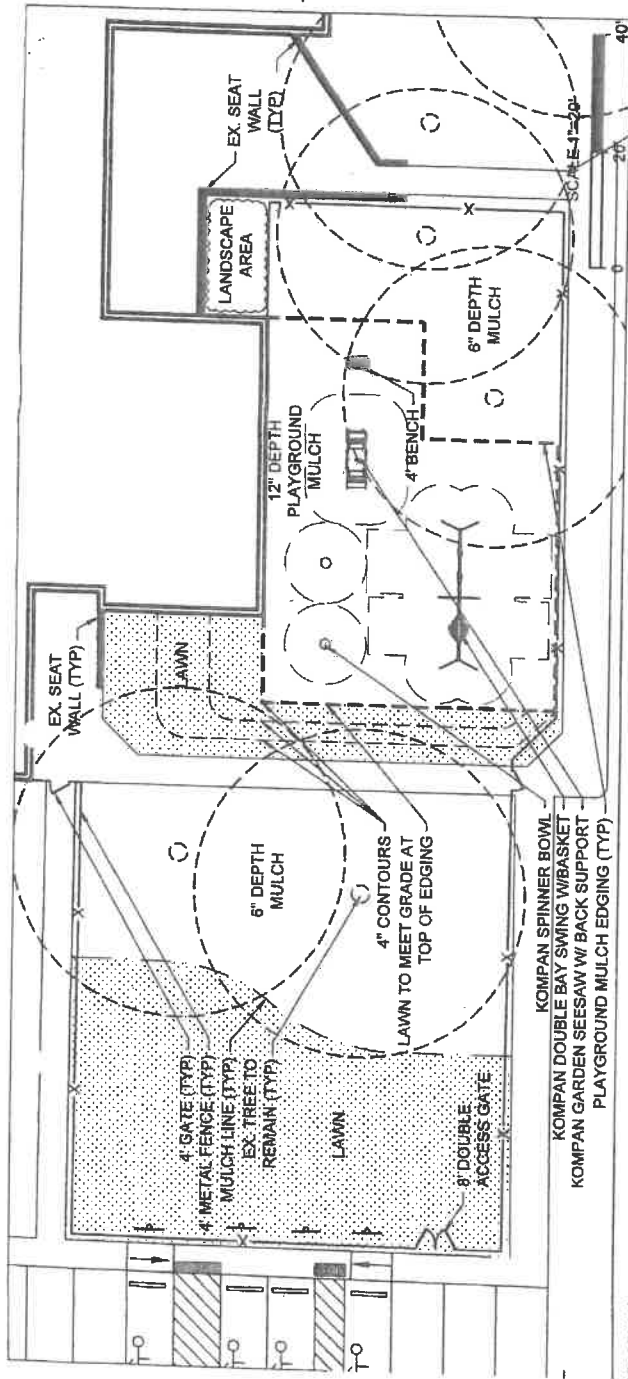 EX. SEAT
WALL
(TYP)
EX. SEAT
WALL (TYP)
LANDSCAPE
AREA
12" DEPTH
PLAYGROUND
MULCH
6" DEPTH
MULCH
4' BENCH
LAWN
6" DEPTH
MULCH
4" CONTOURS
LAWN TO MEET GRADE AT
TOP OF EDGING
4' GATE (TYP)
4' METAL FENCE (TYP)
MULCH LINE (TYP)
EX. TREE TO
REMAIN (TYP)
LAWN
8' DOUBLE
ACCESS GATE
KOMPAN SPINNER BOWL
KOMPAN DOUBLE BAY SWING W/BASKET
KOMPAN GARDEN SEESAW W/ BACK SUPPORT
PLAYGROUND MULCH EDGING (TYP)
SCALE 1"=20'
0 20' 40'